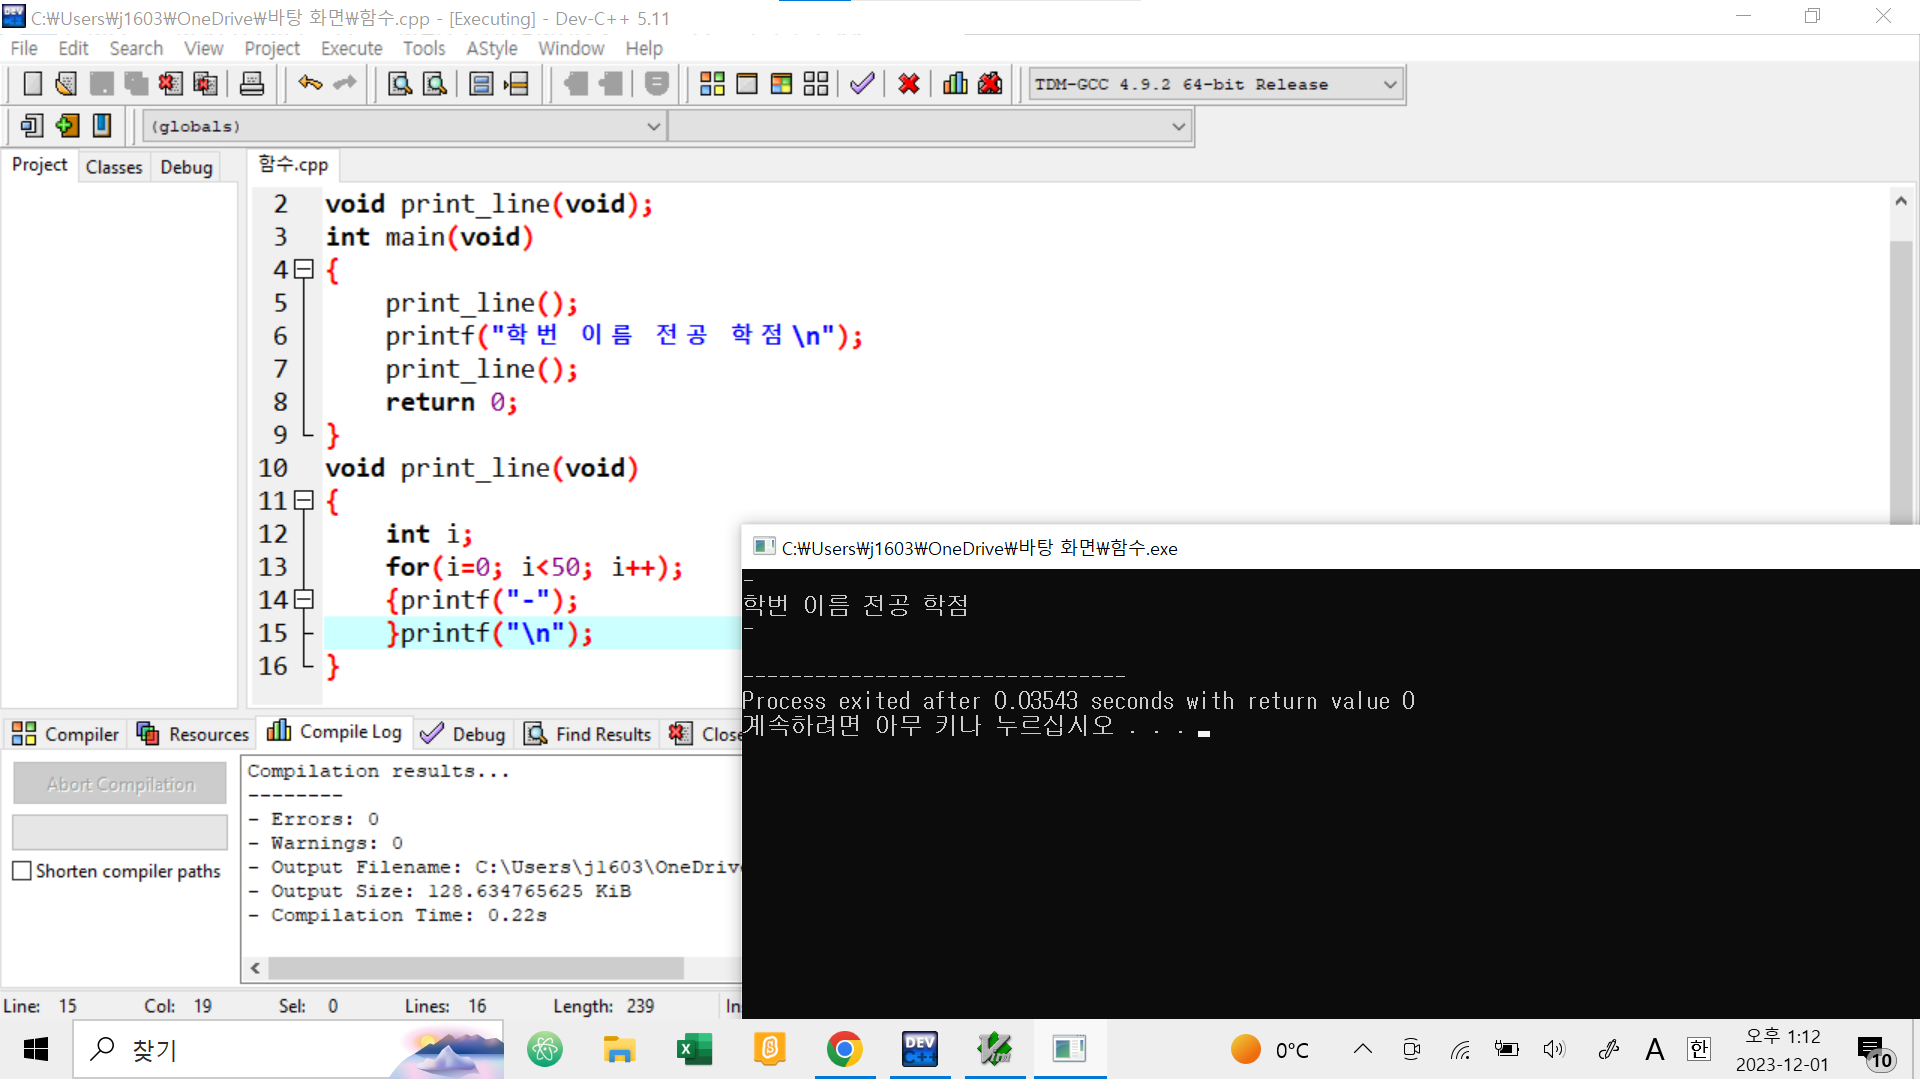 C:₩Users₩j1603₩OneDrive₩바탕 화면₩함수.cpp - [Executing] - Dev-C++ 5.11
File Edit Search View Project Execute Tools AStyle Window Help
TDM-GCC 4.9.2 64-bit Release
(globals)
Project Classes Debug
함수.cpp
2 void print_line(void);
3 int main(void)
4 {
5 print_line();
6 printf("학번 이름 전공 학점\n");
7 print_line();
8 return 0;
9 }
10 void print_line(void)
11 {
12 int i;
13 for(i=0; i<50; i++);
14 {printf("-");
15 }printf("\n");
16 }
C:₩Users₩j1603₩OneDrive₩바탕 화면₩함수.exe
-
학번 이름 전공 학점
-
--------------------------------
Process exited after 0.03543 seconds with return value 0
계속하려면 아무 키나 누르십시오 . . .
Compiler Resources Compile Log Debug Find Results Close
Abort Compilation
Shorten compiler paths
Compilation results...
--------
- Errors: 0
- Warnings: 0
- Output Filename: C:\Users\j1603\OneDriv
- Output Size: 128.634765625 KiB
- Compilation Time: 0.22s
Line: 15 Col: 19 Sel: 0 Lines: 16 Length: 239 In
찾기
DEV C++
0°C
A
한
오후 1:12
2023-12-01
10